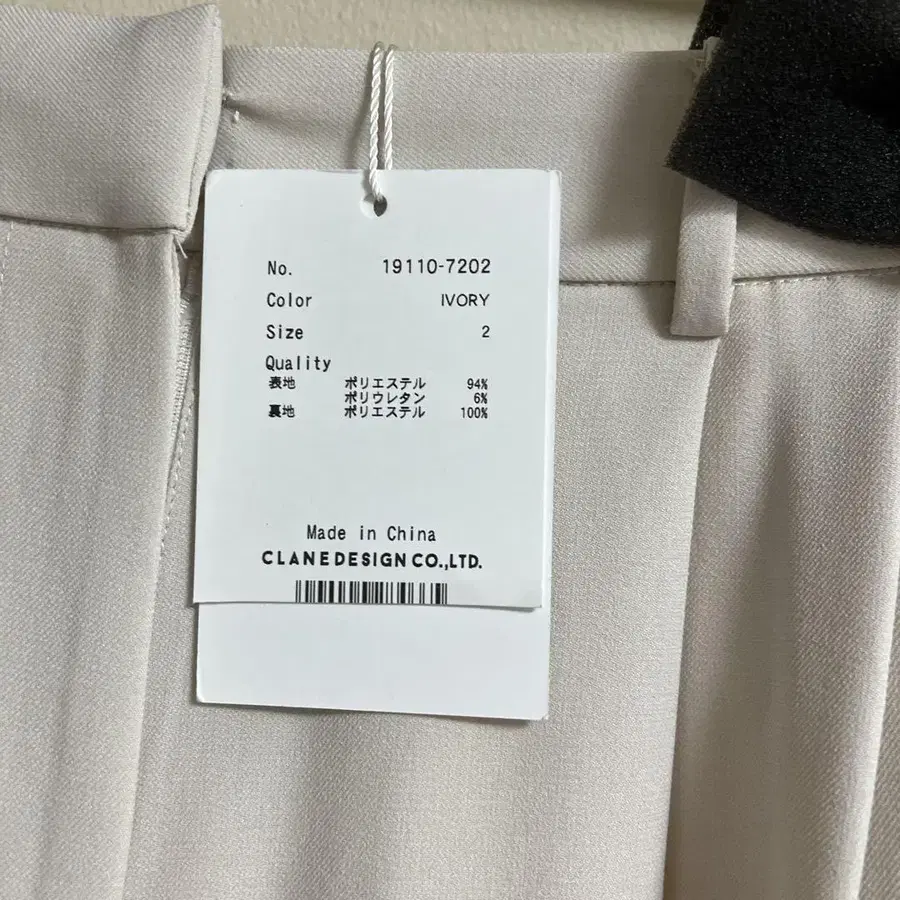 No. 19110-7202
Color IVORY
Size 2
Quality
表地 ポリエステル 94%
ポリウレタン 6%
裏地 ポリエステル 100%
Made in China
CLANEDESIGN CO.,LTD.